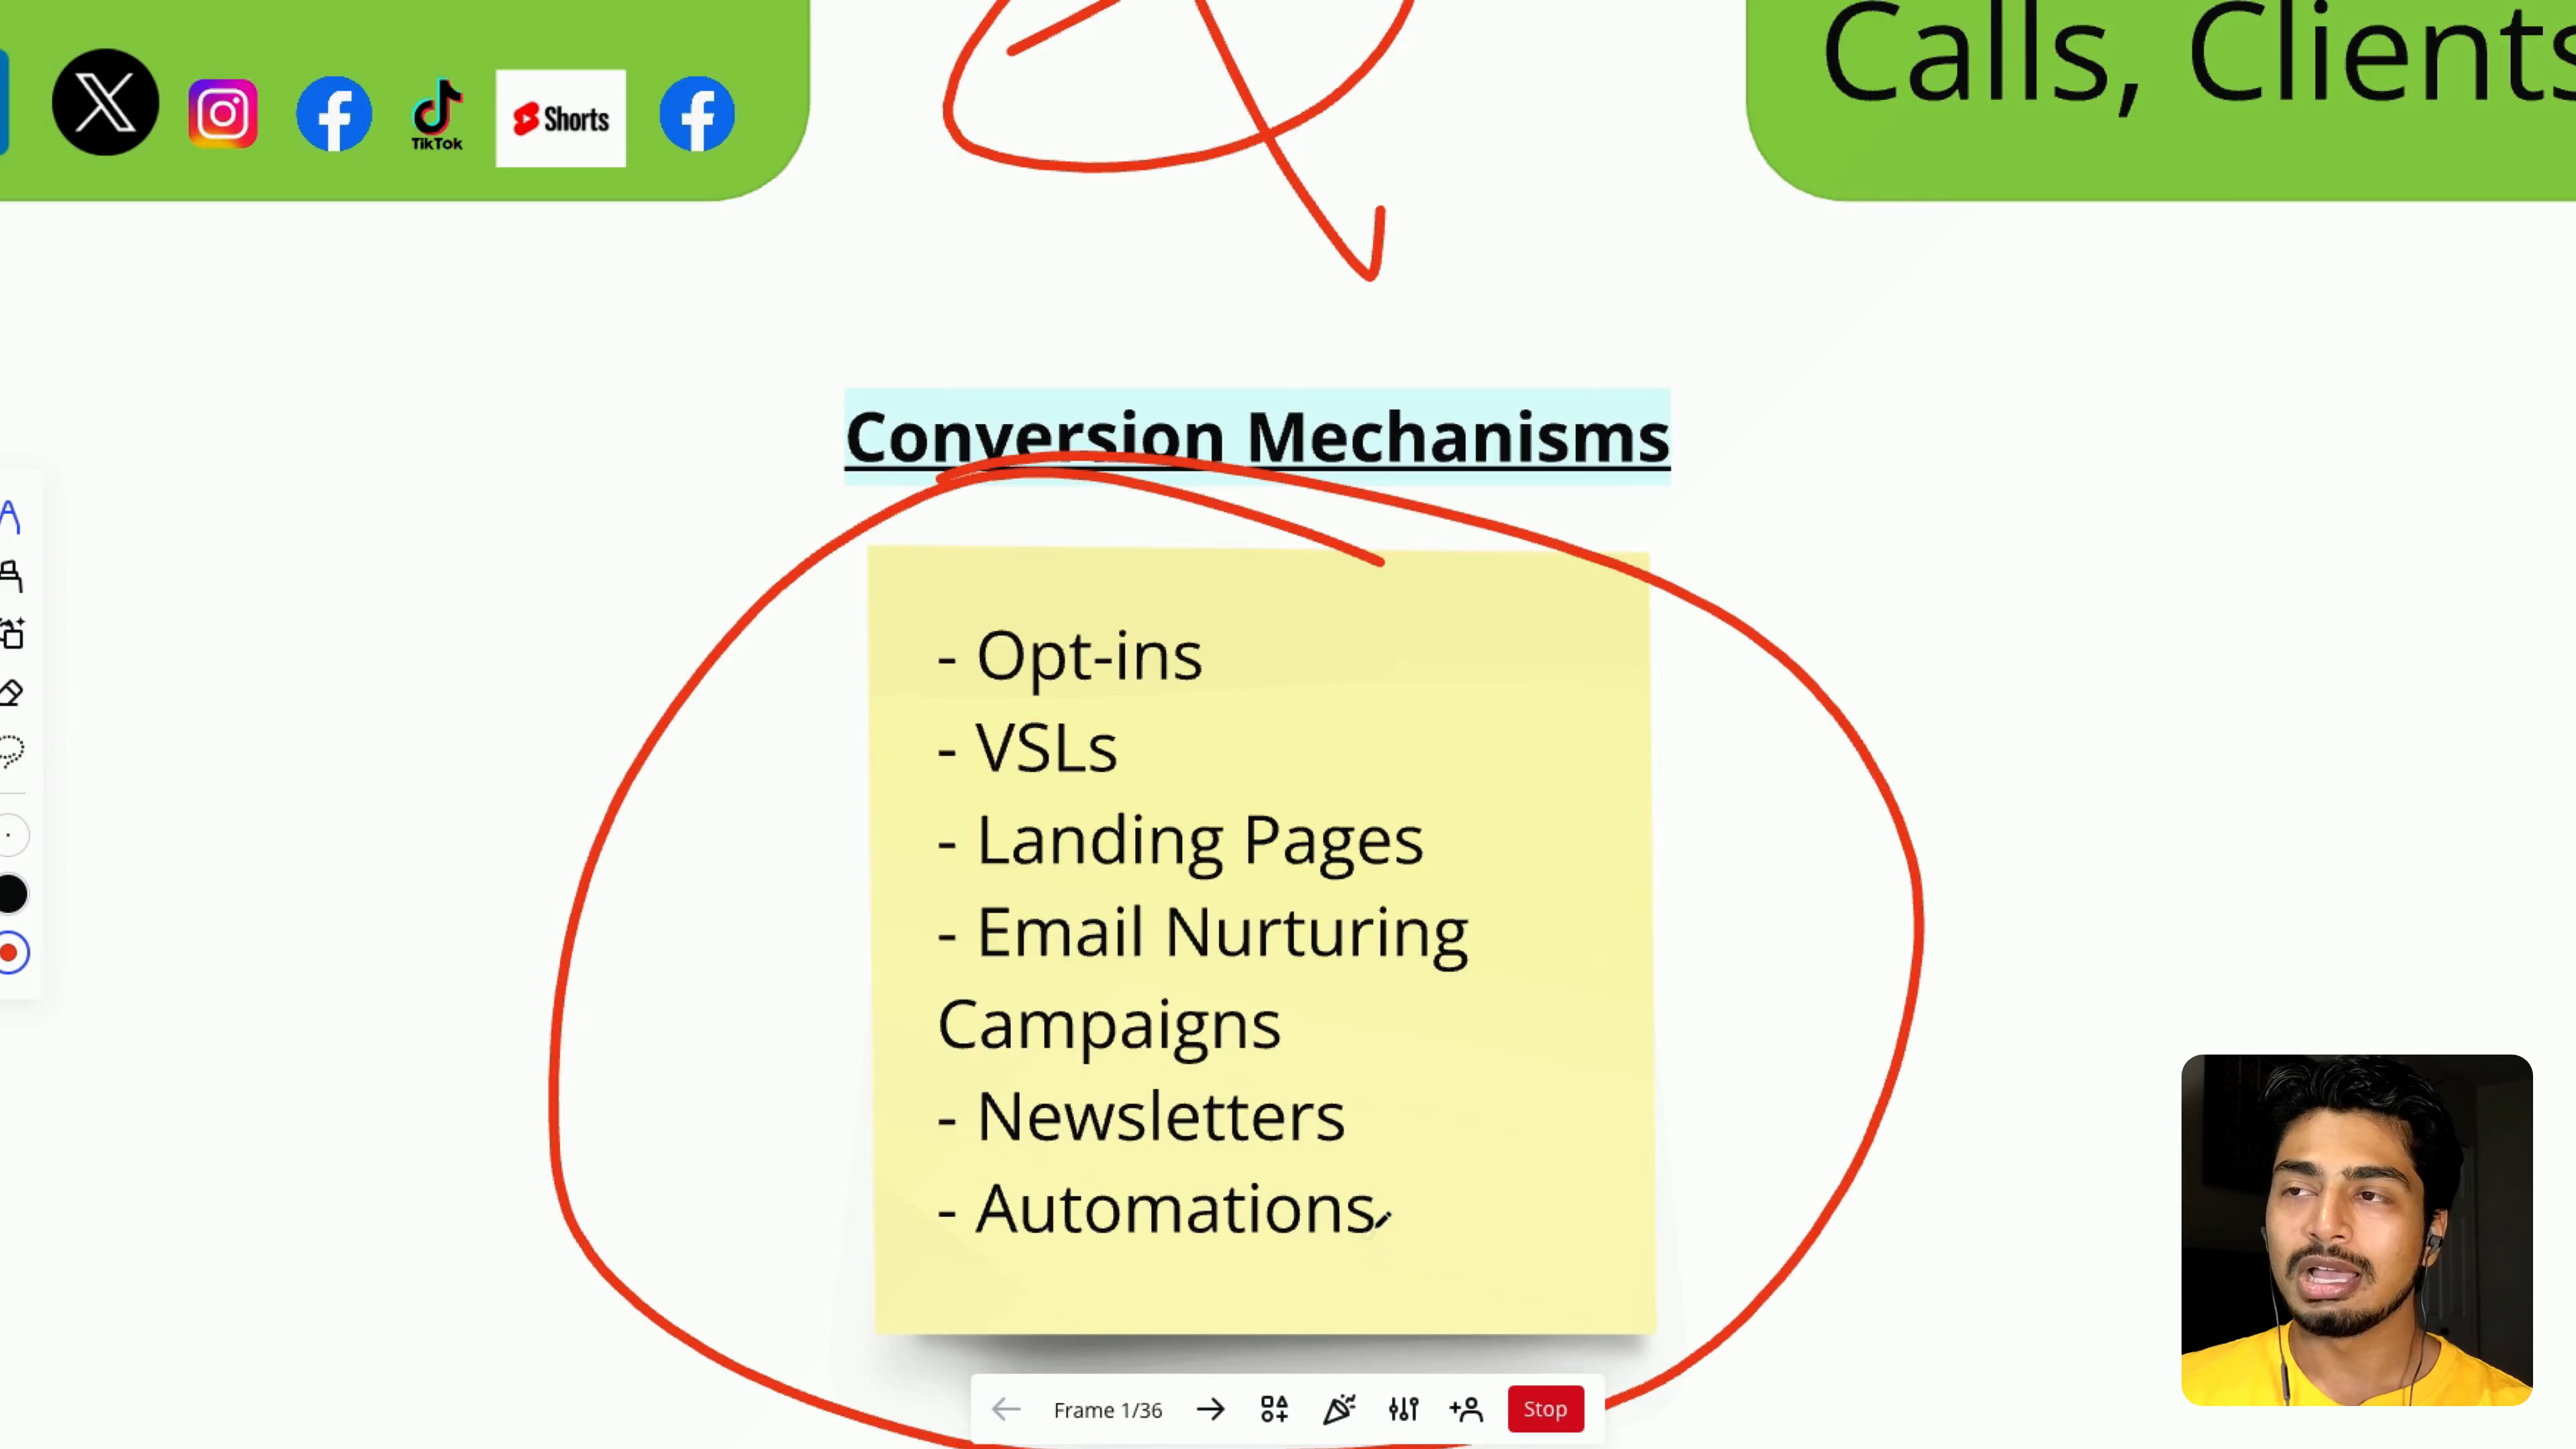 Calls, Clients
TikTok
Shorts
Conversion Mechanisms
- Opt-ins
- VSLs
- Landing Pages
- Email Nurturing
Campaigns
- Newsletters
- Automations
Frame 1/36
Stop